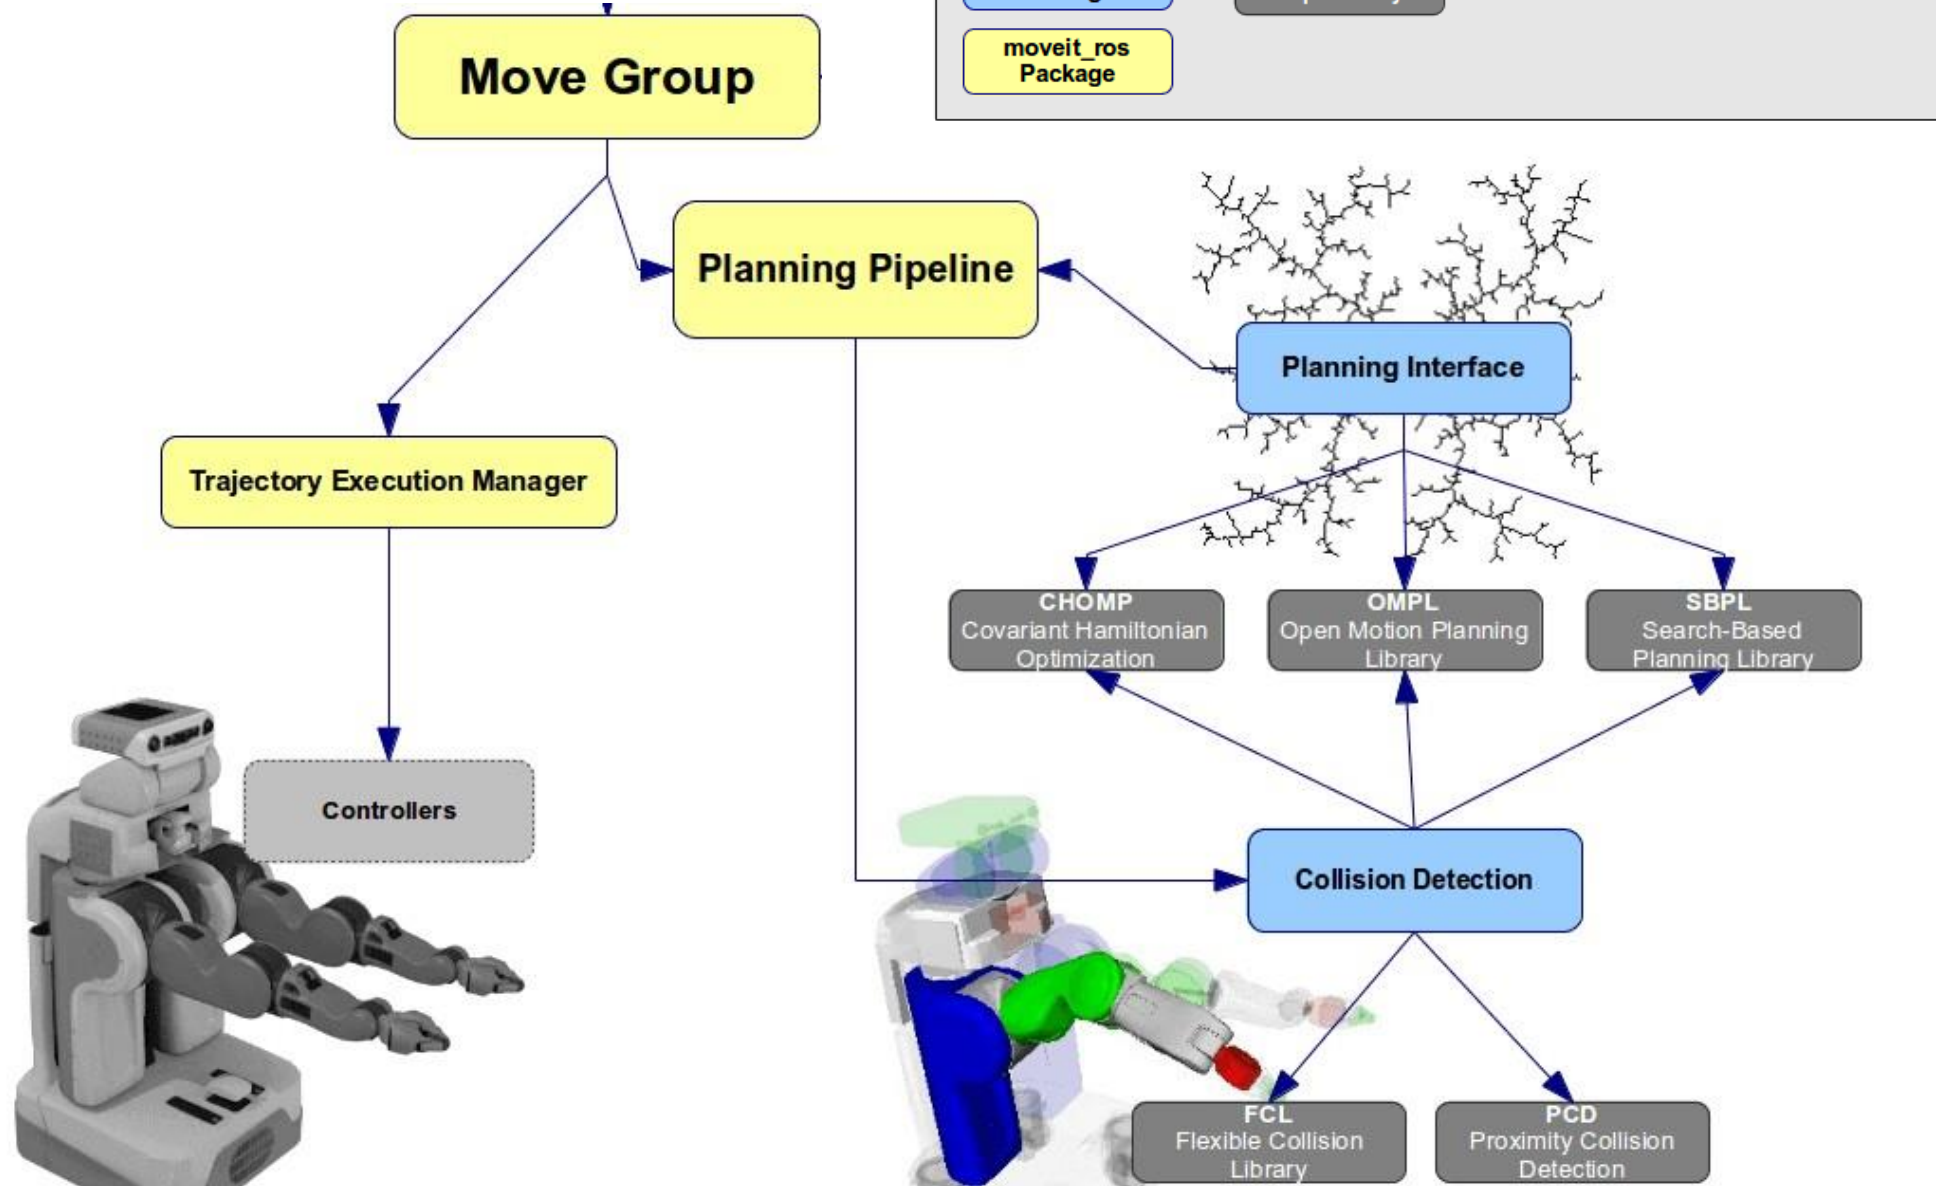 Move Group
moveit_ros
Package
Planning Pipeline
Planning Interface
Trajectory Execution Manager
CHOMP
Covariant Hamiltonian
Optimization
OMPL
Open Motion Planning
Library
SBPL
Search-Based
Planning Library
Controllers
Collision Detection
FCL
Flexible Collision
Library
PCD
Proximity Collision
Detection